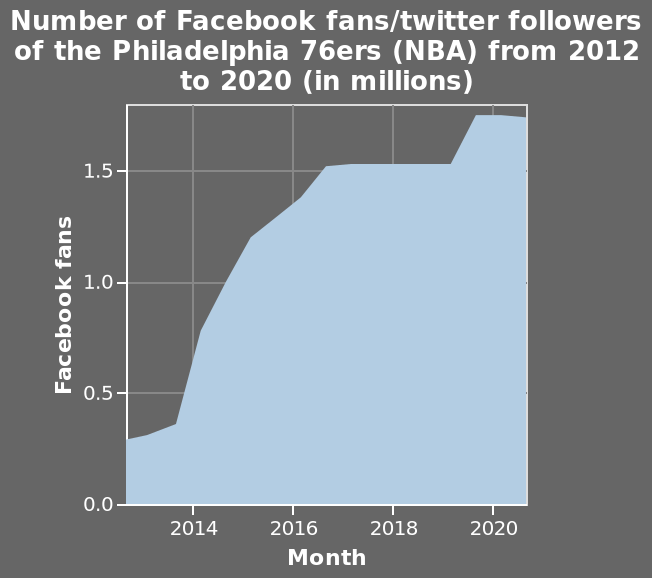 Number of Facebook fans/twitter followers
of the Philadelphia 76ers (NBA) from 2012
to 2020 (in millions)
1.5
1.0
0.5
0.0
Facebook fans
2014 2016 2018 2020
Month